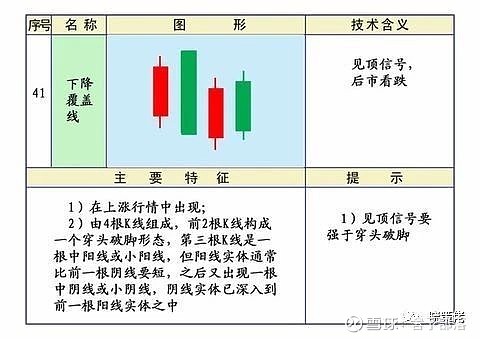 序号 名称 图形 技术含义
41
下降
覆盖
线
见顶信号，
后市看跌
主要特征 提示
1）在上涨行情中出现；
2）由4根K线组成，前2根K线构成
一个穿头破脚形态，第三根K线是一
根中阳线或小阳线，但阳线实体通常
比前一根阴线要短，之后又出现一根
中阴线或小阴线，阴线实体已深入到
前一根阳线实体之中
1）见顶信号要
强于穿头破脚
雪球